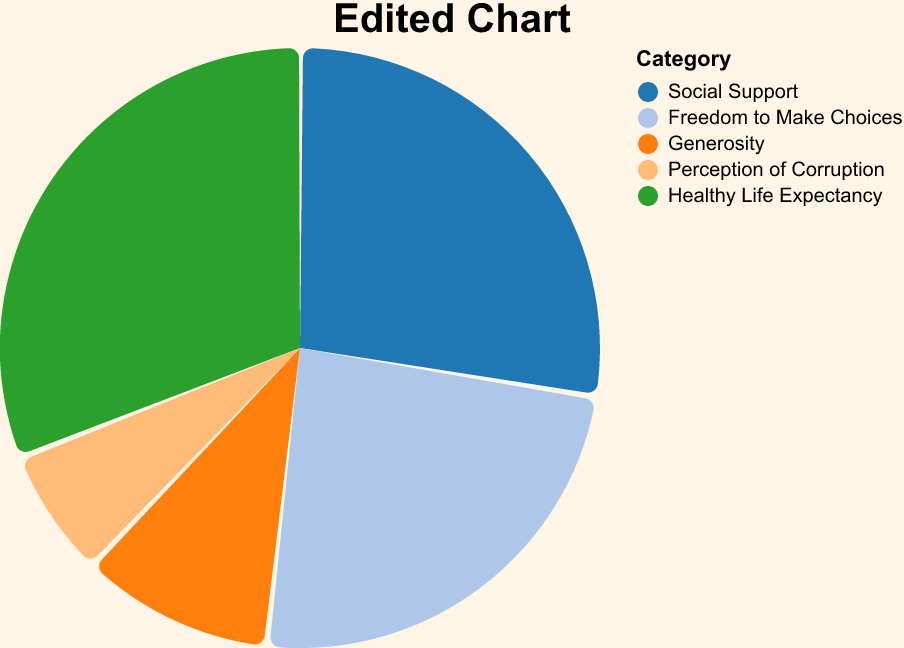 Edited Chart
Category
Social Support
Freedom to Make Choices
Generosity
Perception of Corruption
Healthy Life Expectancy